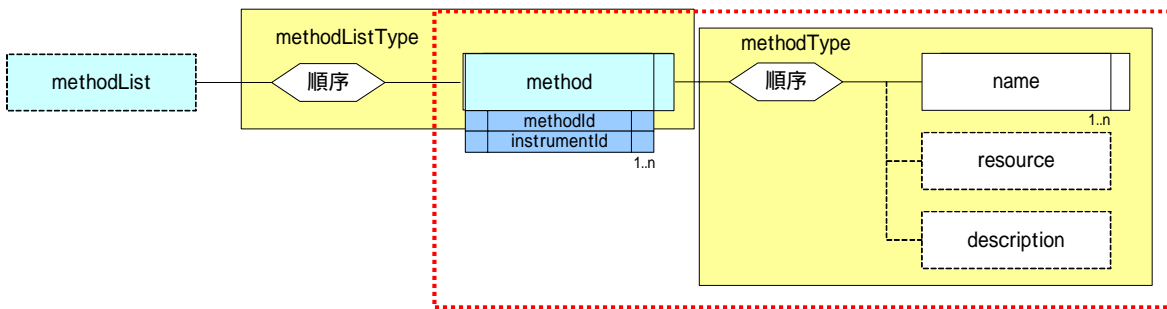 methodListType
methodList
順序
method
methodId
instrumentId
1..n
methodType
順序
name
1..n
resource
description